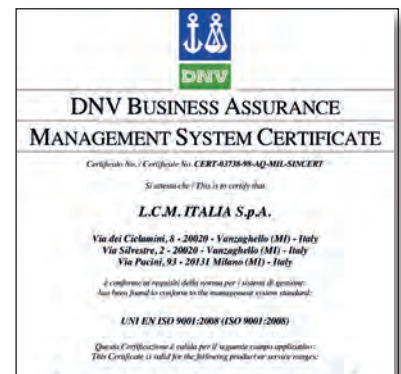 DNV
DNV BUSINESS ASSURANCE
MANAGEMENT SYSTEM CERTIFICATE
Certificato No. / Certificate No. CERT-03738-98-AQ-MIL-SINCERT
Si attesta che / This is to certify that
L.C.M. ITALIA S.p.A.
Via dei Ciclamini, 8 - 20020 - Vanzaghello (MI) - Italy
Via Silvestre, 2 - 20020 - Vanzaghello (MI) - Italy
Via Pacini, 93 - 20131 Milano (MI) - Italy
è conforme ai requisiti della norma per i sistemi di gestione:
has been found to conform to the management system standard:
UNI EN ISO 9001:2008 (ISO 9001:2008)
Questa Certificazione è valida per il seguente campo applicativo:
This Certificate is valid for the following product or service ranges: